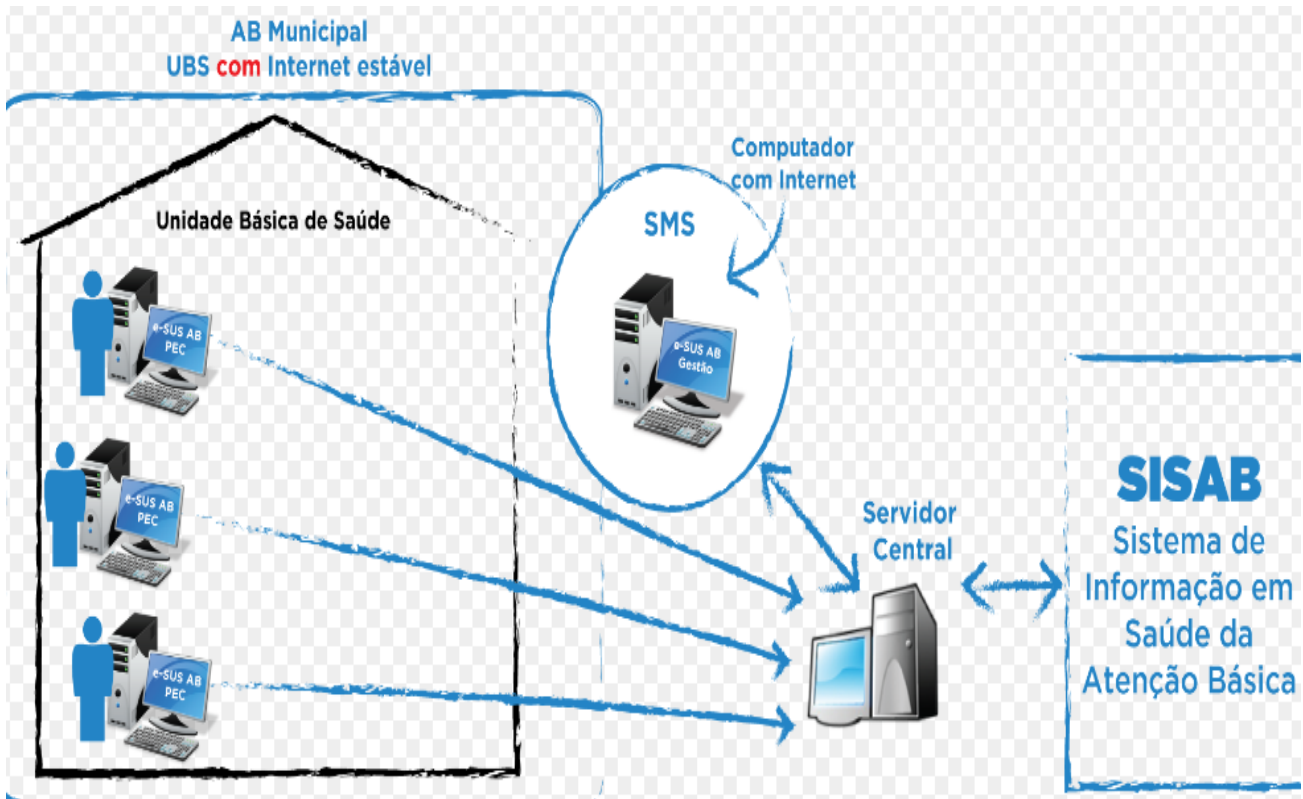 AB Municipal
UBS com Internet estável
Unidade Básica de Saúde
e-SUS AB
PEC
e-SUS AB
PEC
e-SUS AB
PEC
Computador
com Internet
SMS
e-SUS AB
Gestão
Servidor
Central
SISAB
Sistema de
Informação em
Saúde da
Atenção Básica